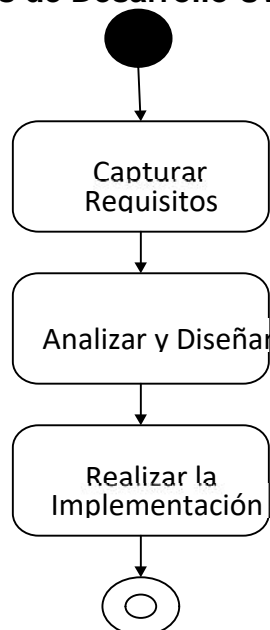 de Desarrollo
Capturar
Requisitos
Analizar y Diseñar
Realizar la
Implementación